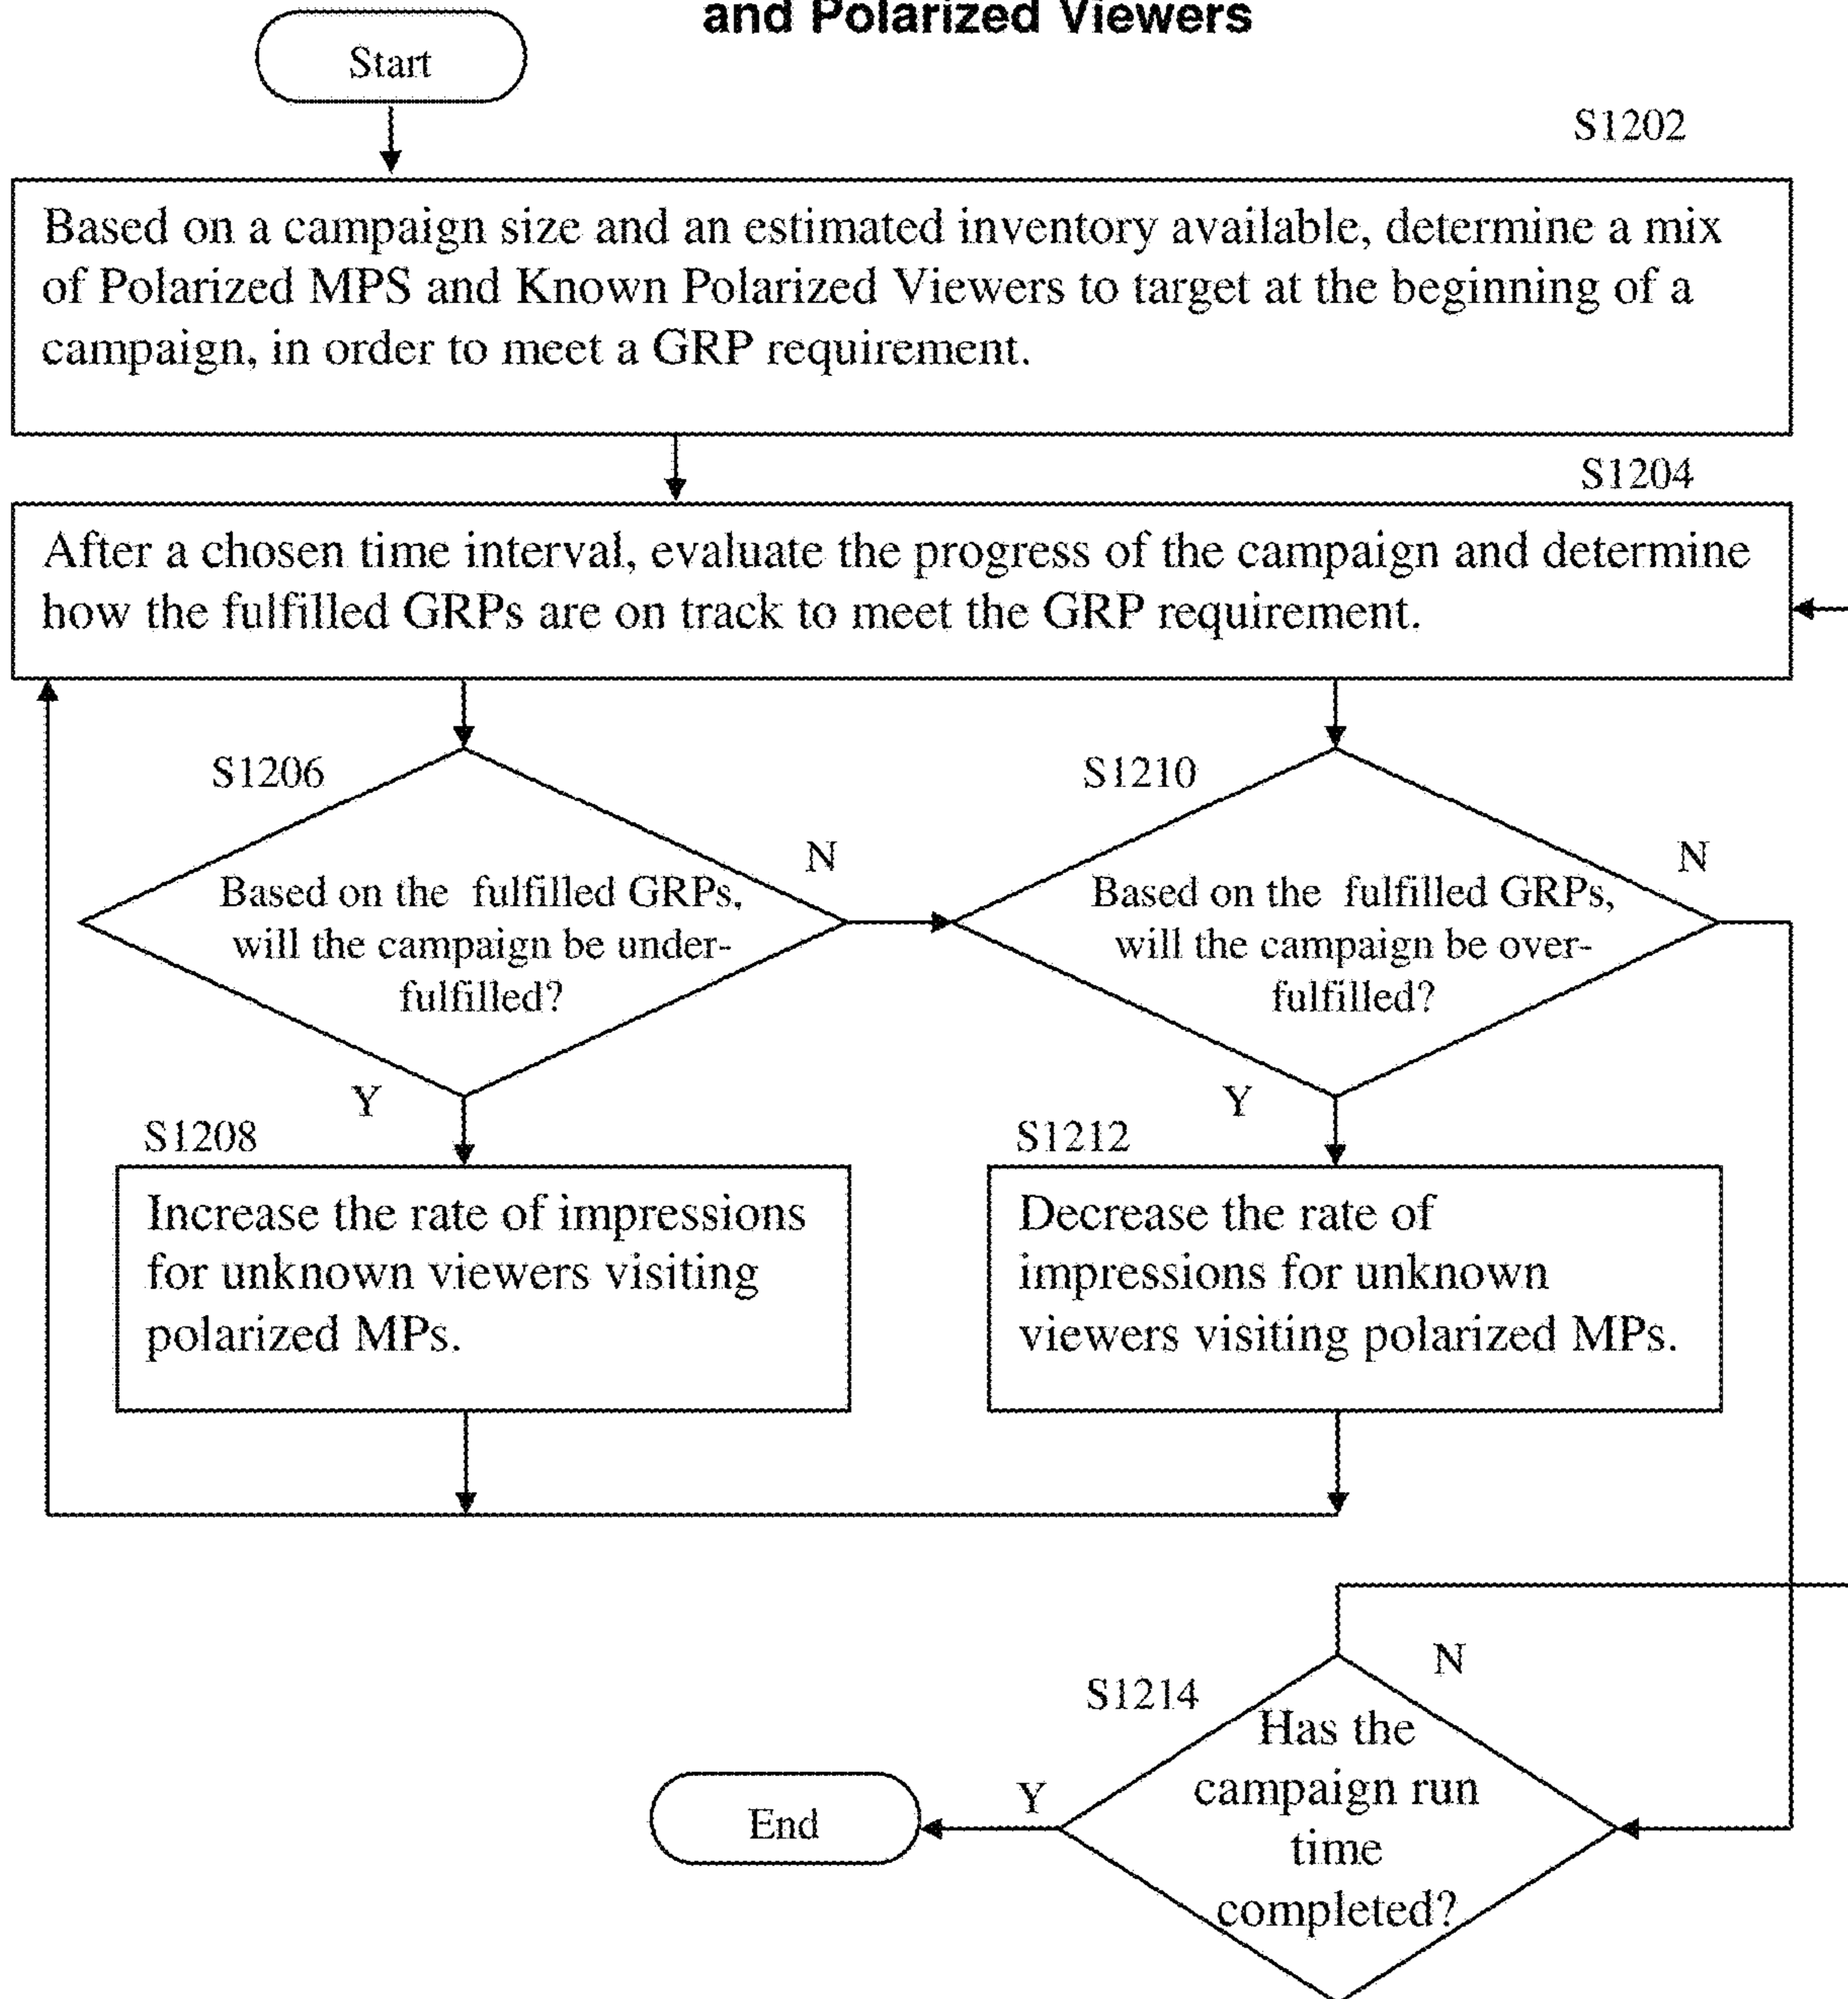 and Polarized Viewers
Start
S1202
Based on a campaign size and an estimated inventory available, determine a mix
of Polarized MPS and Known Polarized Viewers to target at the beginning of a
campaign, in order to meet a GRP requirement.
S1204
After a chosen time interval, evaluate the progress of the campaign and determine
how the fulfilled GRPs are on track to meet the GRP requirement.
S1206
N
Based on the fulfilled GRPs,
will the campaign be under-
fulfilled?
Y
S1210
N
Based on the fulfilled GRPs,
will the campaign be over-
fulfilled?
Y
S1208
Increase the rate of impressions
for unknown viewers visiting
polarized MPs.
S1212
Decrease the rate of
impressions for unknown
viewers visiting polarized MPs.
S1214
N
Has the
campaign run
time
completed?
Y
End